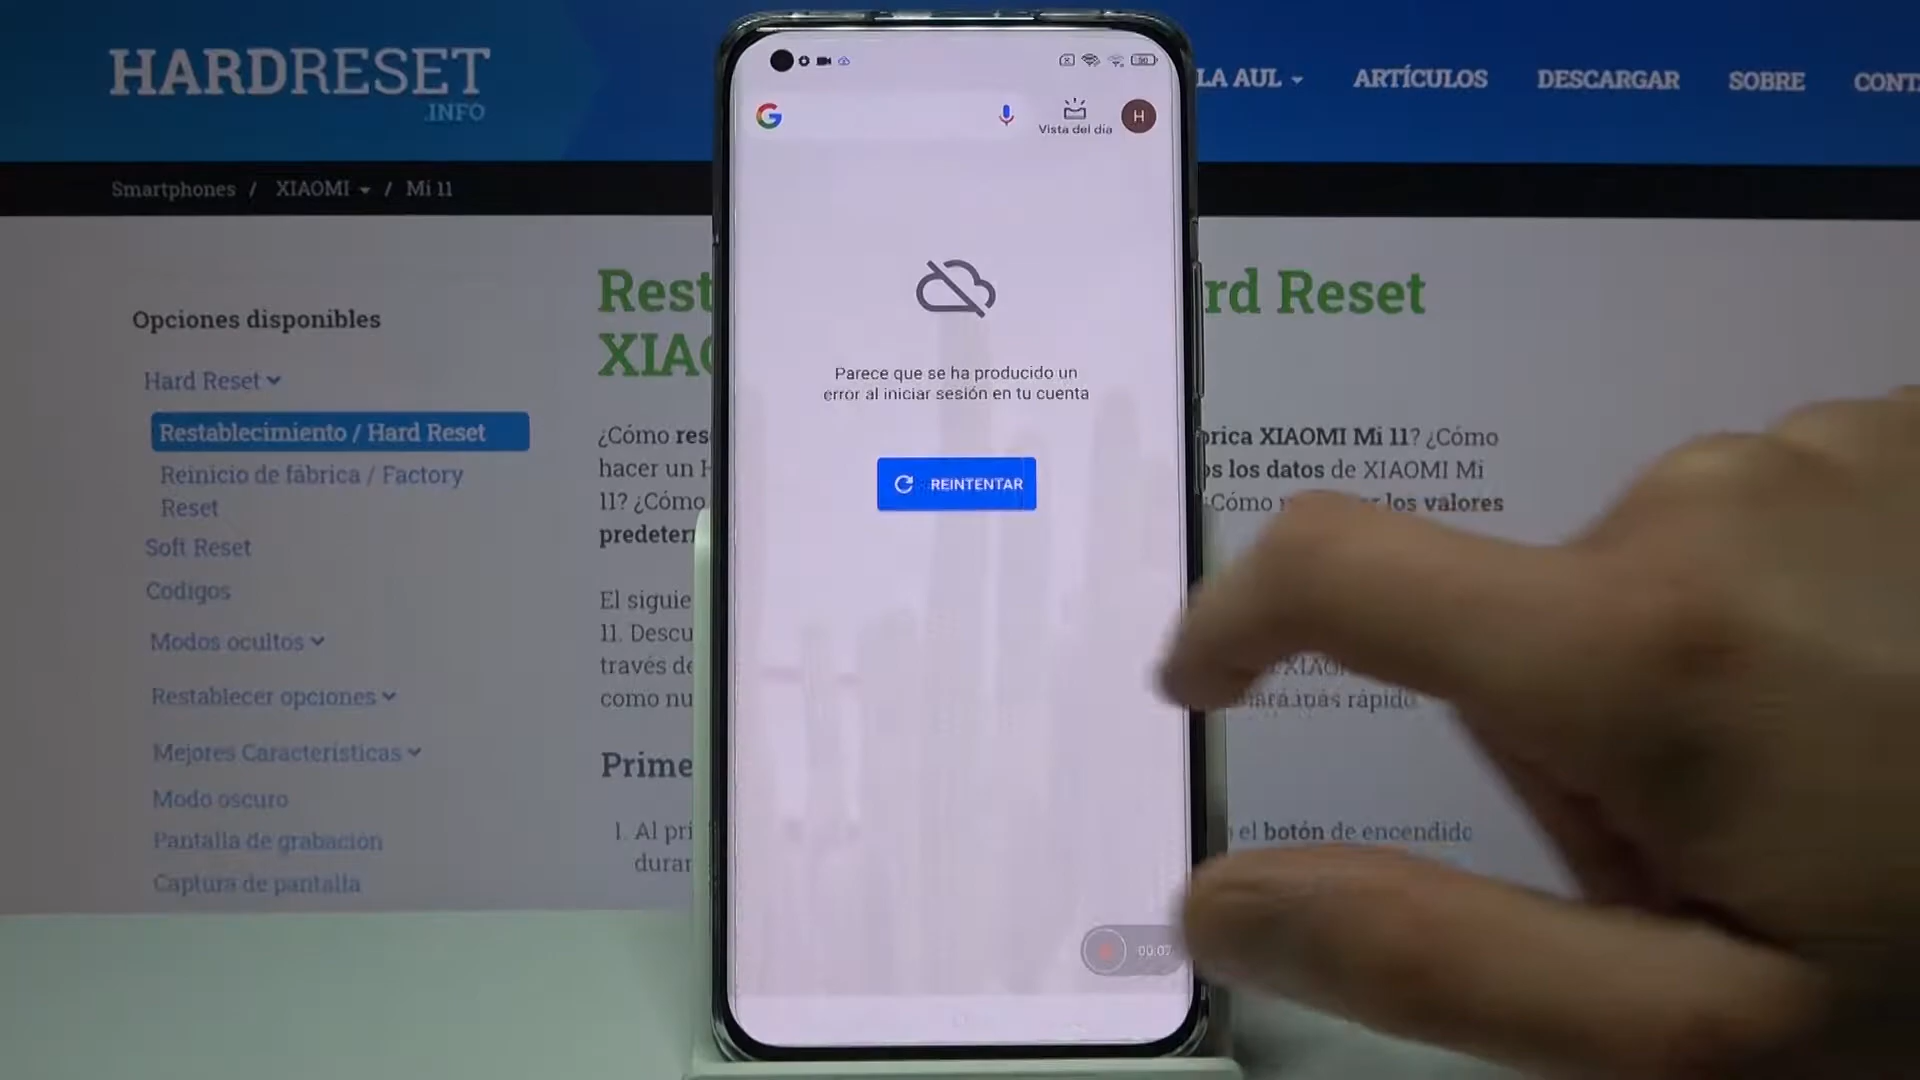 HARDRESET
.INFO
LA AUL
ARTÍCULOS
DESCARGAR
SOBRE
CONT
Smartphones / XIAOMI / Mi 11
Opciones disponibles
Hard Reset
Restablecimiento / Hard Reset
Reinicio de fábrica / Factory
Reset
Soft Reset
Codigos
Modos ocultos
Restablecer opciones
Mejores Características
Modo oscuro
Pantalla de grabación
Captura de pantalla
Rest
rd Reset
XIAO
¿Cómo res
brica XIAOMI Mi 11? ¿Cómo
hacer un H
os los datos de XIAOMI Mi
11? ¿Cómo
¿Cómo
los valores
predeter
El siguie
11. Descu
través de
XIAO
como nu
más rápido
Prime
1. Al pri
el botón de encendido
duran
50
G
Vista del día
H
Parece que se ha producido un
error al iniciar sesión en tu cuenta
REINTENTAR
00:07